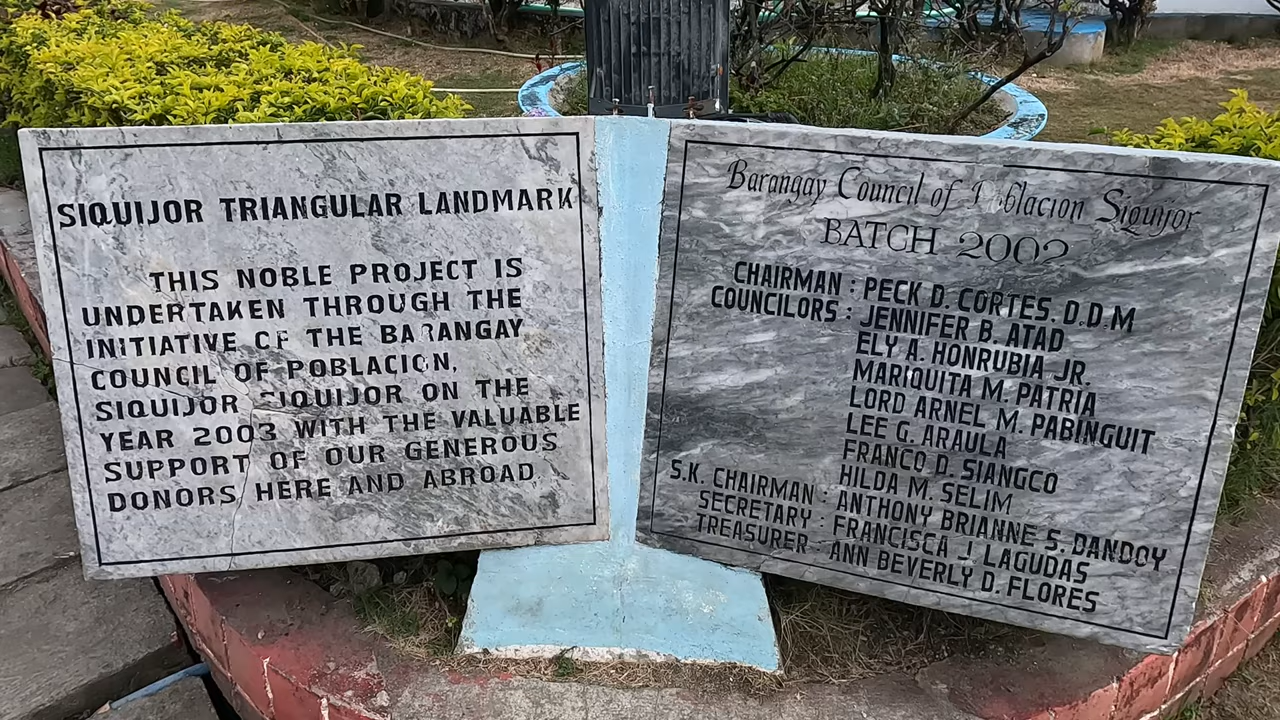 SIQUIJOR TRIANGULAR LANDMARK
THIS NOBLE PROJECT IS
UNDERTAKEN THROUGH THE
INITIATIVE OF THE BARANGAY
COUNCIL OF POBLACION,
SIQUIJOR SIQUIJOR ON THE
YEAR 2003 WITH THE VALUABLE
SUPPORT OF OUR GENEROUS
DONORS HERE AND ABROAD.
Barangay Council of Poblacion Siquijor
BATCH 2002
CHAIRMAN : PECK D. CORTES, D.D.M
COUNCILORS : JENNIFER B. ATAD
ELY A. HONRUBIA JR.
MARIQUITA M. PATRIA
LORD ARNEL M. PABINGUIT
LEE G. ARAULA
FRANCO D. SIANGCO
HILDA M. SELIM
S.K. CHAIRMAN : ANTHONY BRIANNE S. DANDOY
SECRETARY : FRANCISCA J. LAGUDAS
TREASURER : ANN BEVERLY D. FLORES